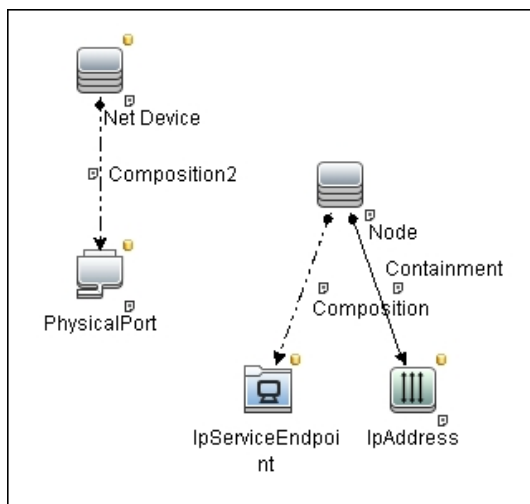 Net Device
Composition2
PhysicalPort
Node
Containment
Composition
IpServiceEndpoi
nt
IpAddress